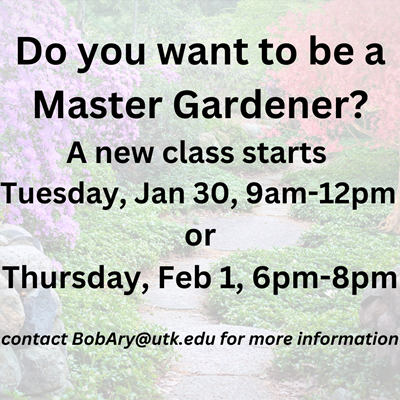 Do you want to be a
Master Gardener?
A new class starts
Tuesday, Jan 30, 9am-12pm
or
Thursday, Feb 1, 6pm-8pm
contact BobAry@utk.edu for more information